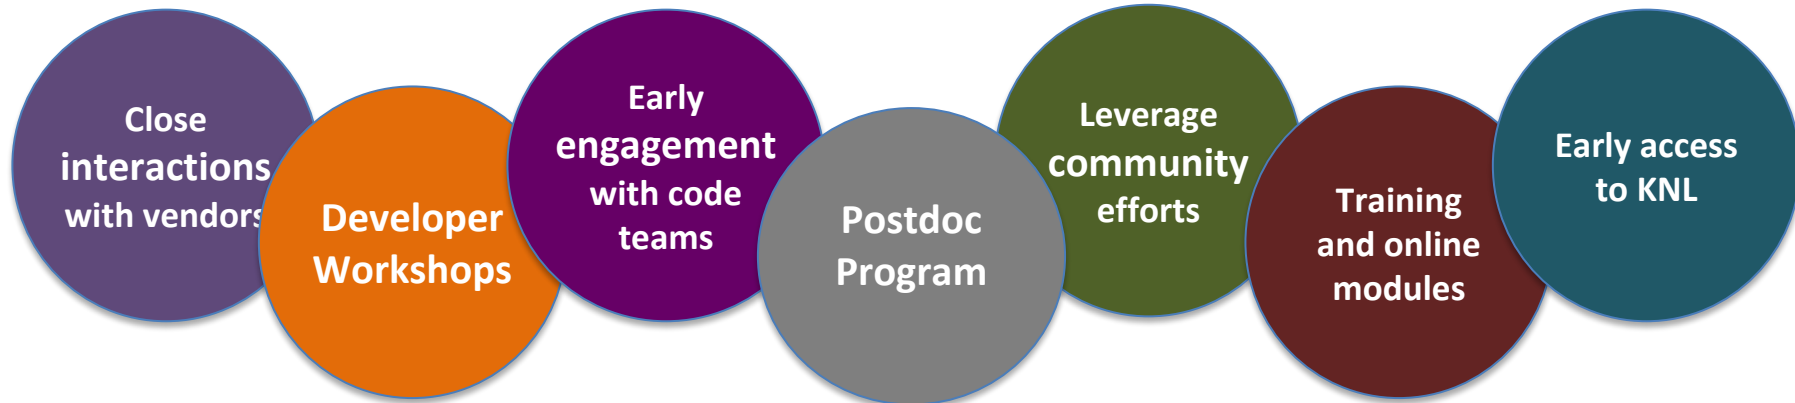 Close
interactions
with vendors
Developer
Workshops
Early
engagement
with code
teams
Postdoc
Program
Leverage
community
efforts
Training
and online
modules
Early access
to KNL